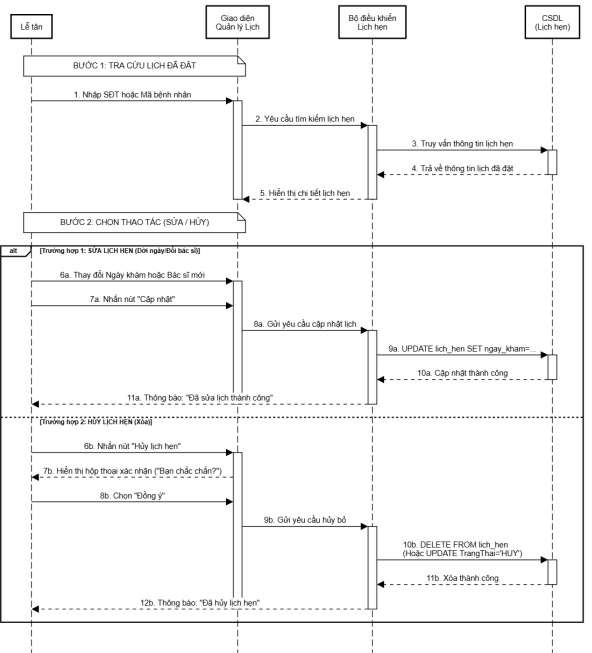 Lễ tân
Giao diện
Quản lý Lịch
Bộ điều khiển
Lịch hẹn
CSDL
(Lịch hẹn)
BƯỚC 1: TRA CỨU LỊCH ĐÃ ĐẶT
1. Nhập SĐT hoặc Mã bệnh nhân
2. Yêu cầu tìm kiếm lịch hẹn
3. Truy vấn thông tin lịch hẹn
4. Trả về thông tin lịch đã đặt
5. Hiển thị chi tiết lịch hẹn
BƯỚC 2: CHỌN THAO TÁC (SỬA / HỦY)
alt
[Trường hợp 1: SỬA LỊCH HẸN (Dời ngày/Đổi bác sĩ)]
6a. Thay đổi Ngày khám hoặc Bác sĩ mới
7a. Nhấn nút "Cập nhật"
8a. Gửi yêu cầu cập nhật lịch
9a. UPDATE lich_hen SET ngay_kham=...
10a. Cập nhật thành công
11a. Thông báo: "Đã sửa lịch thành công"
[Trường hợp 2: HỦY LỊCH HẸN (Xóa)]
6b. Nhấn nút "Hủy lịch hẹn"
7b. Hiển thị hộp thoại xác nhận ("Bạn chắc chắn?")
8b. Chọn "Đồng ý"
9b. Gửi yêu cầu hủy bỏ
10b. DELETE FROM lich_hen
(Hoặc UPDATE TrangThai='HUY')
11b. Xóa thành công
12b. Thông báo: "Đã hủy lịch hẹn"